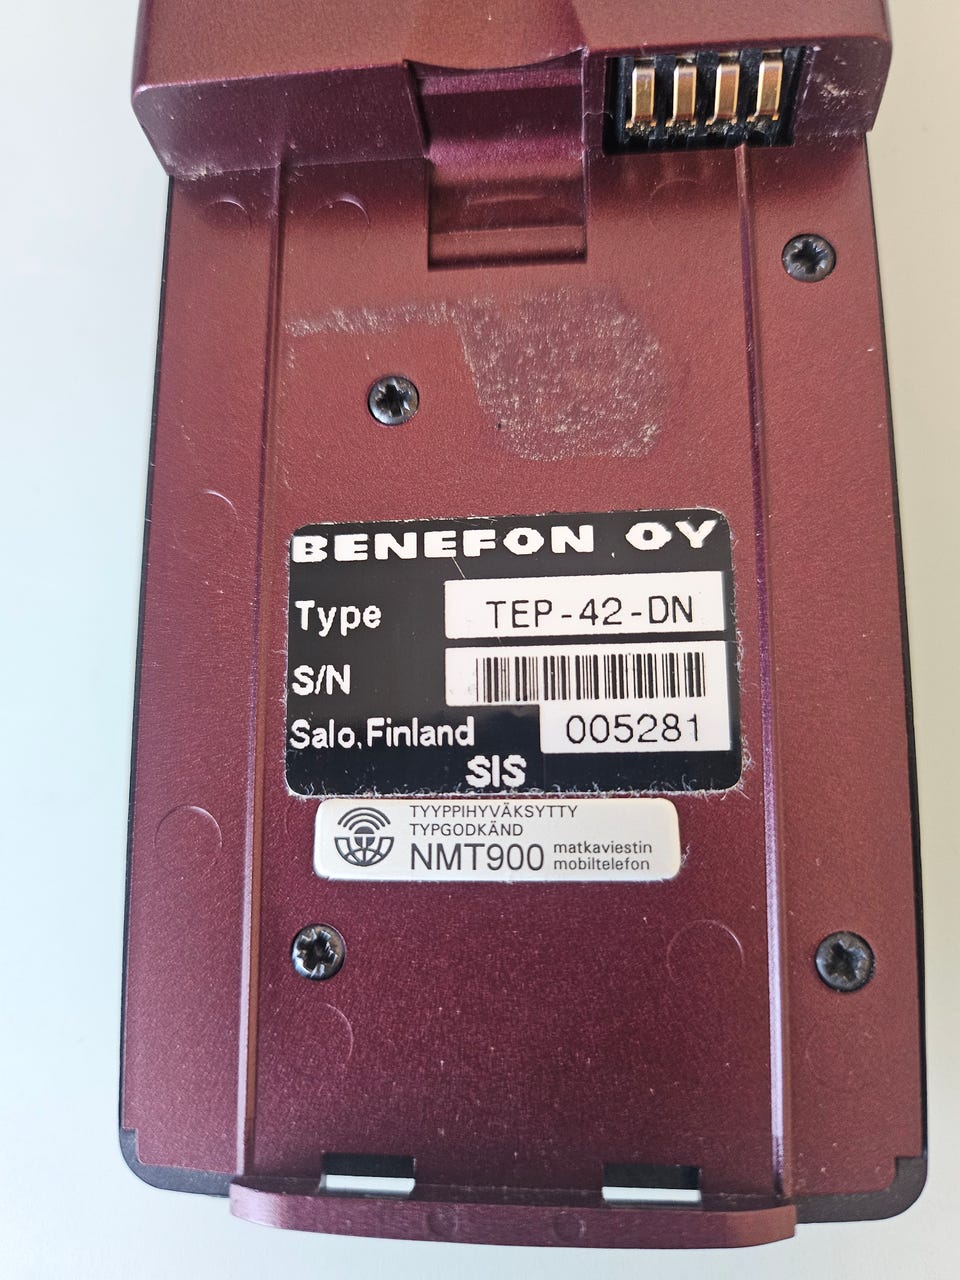 BENEFON OY
Type TEP-42-DN
S/N
Salo, Finland 005281
SIS
TYYPPIHYVÄKSYTTY
TYPGODKÄND
NMT900 matkaviestin
mobiltelefon